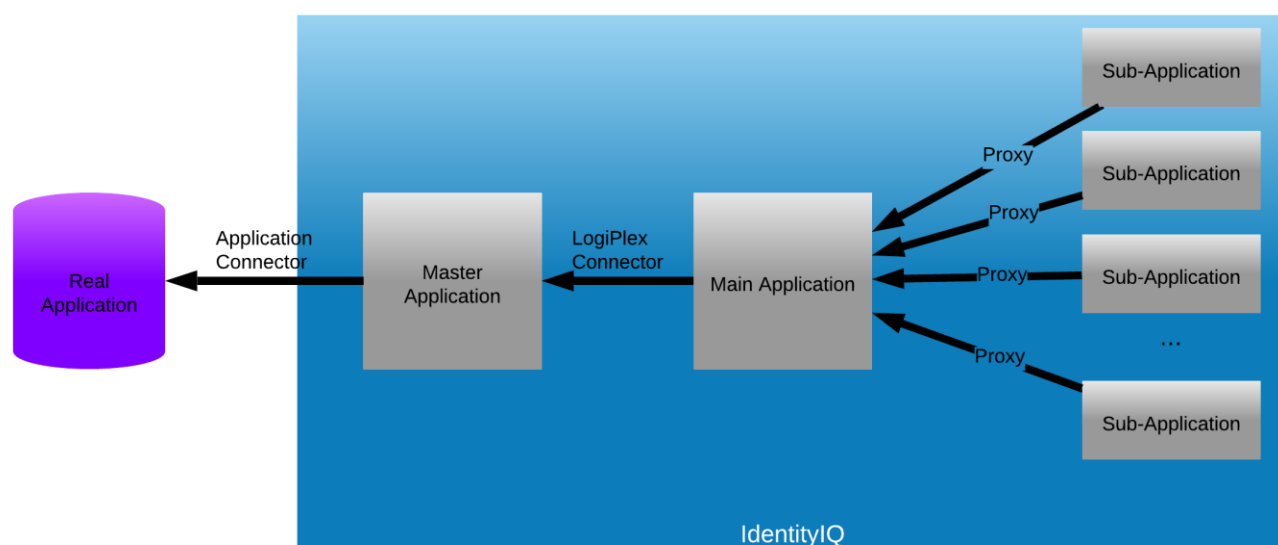 Sub-Application
Proxy
Sub-Application
Proxy
Application
Connector
LogiPlex
Connector
Sub-Application
Proxy
Real
Application
Master
Application
Main Application
...
Proxy
Sub-Application
IdentityIQ